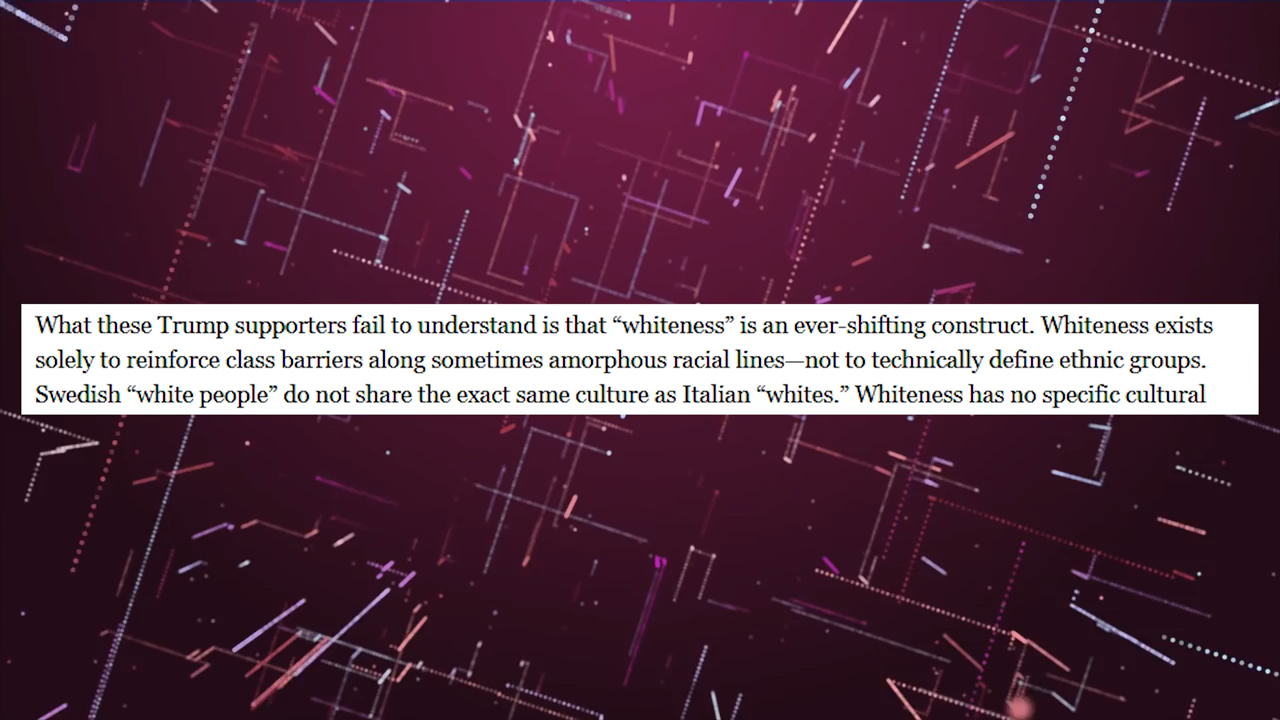 What these Trump supporters fail to understand is that “whiteness” is an ever-shifting construct. Whiteness exists
solely to reinforce class barriers along sometimes amorphous racial lines—not to technically define ethnic groups.
Swedish “white people” do not share the exact same culture as Italian “whites.” Whiteness has no specific cultural